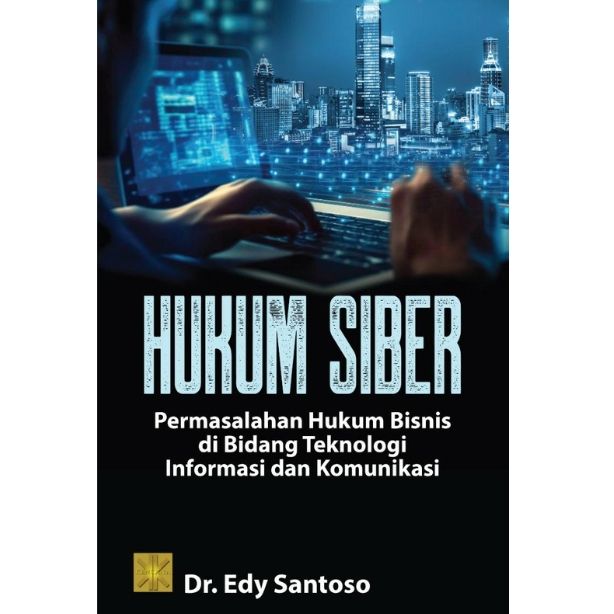 HUKUM SIBER
Permasalahan Hukum Bisnis
di Bidang Teknologi
Informasi dan Komunikasi
Dr. Edy Santoso